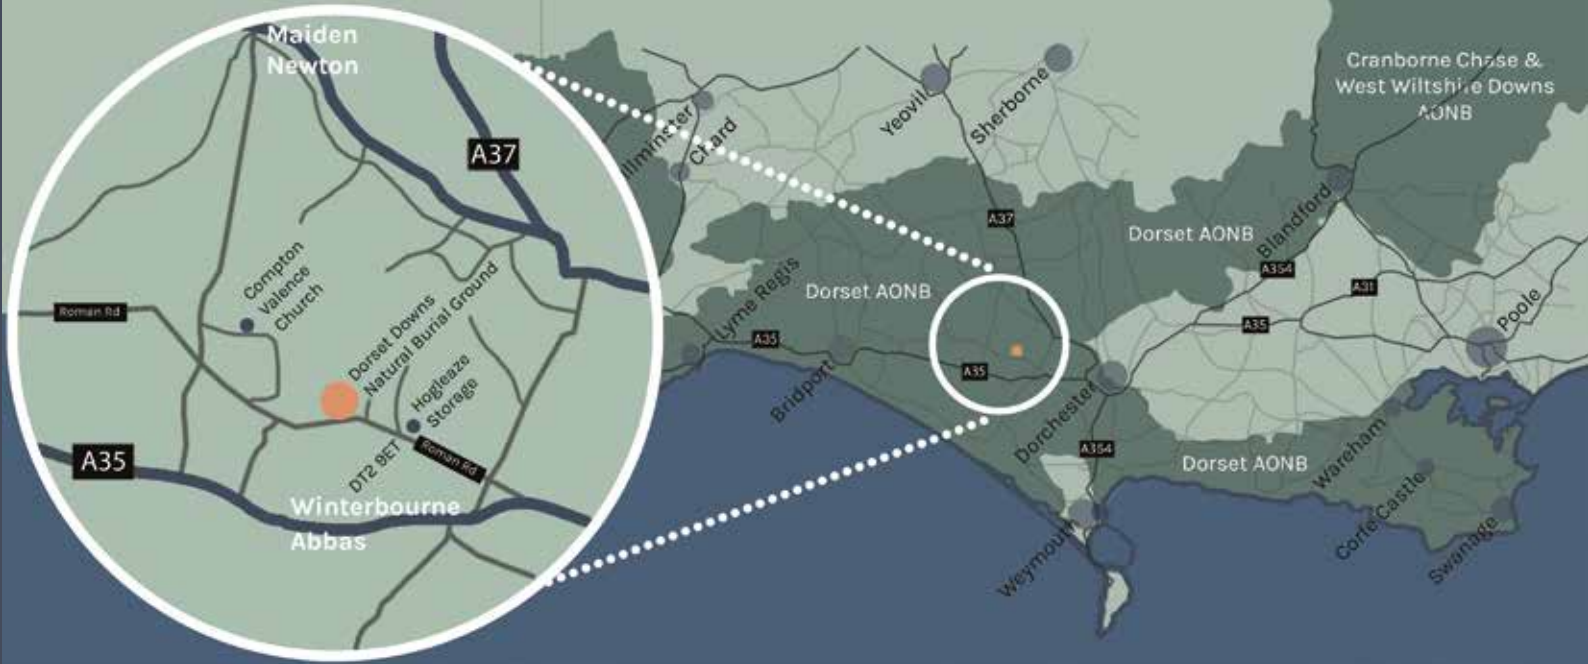 Maiden
Newton
A37
Compton
Valence
Church
Roman Rd
Dorset Downs
Natural Burial Ground
Hogleaze
Storage
DT2 9ET
Roman Rd
A35
Winterbourne
Abbas
Chard
Yeovil
Sherborne
Cranborne Chase &
West Wiltshire Downs
AONB
A37
Dorset AONB
Blandford
A354
Dorset AONB
Lyme Regis
A35
A31
A35
Poole
Bridport
A35
Dorchester
A354
Dorset AONB
Wareham
Corfe Castle
Swanage
Weymouth